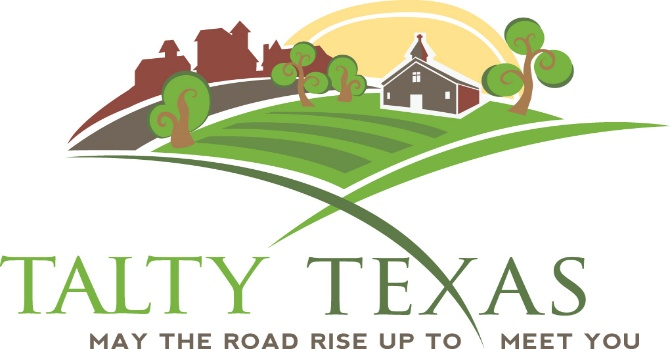 TALTY TEXAS
MAY THE ROAD RISE UP TO MEET YOU